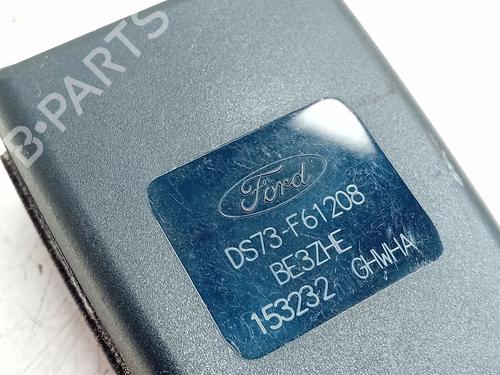 B·PARTS
Ford
DS73-F61208
BE3ZHE
153232 GHWHA